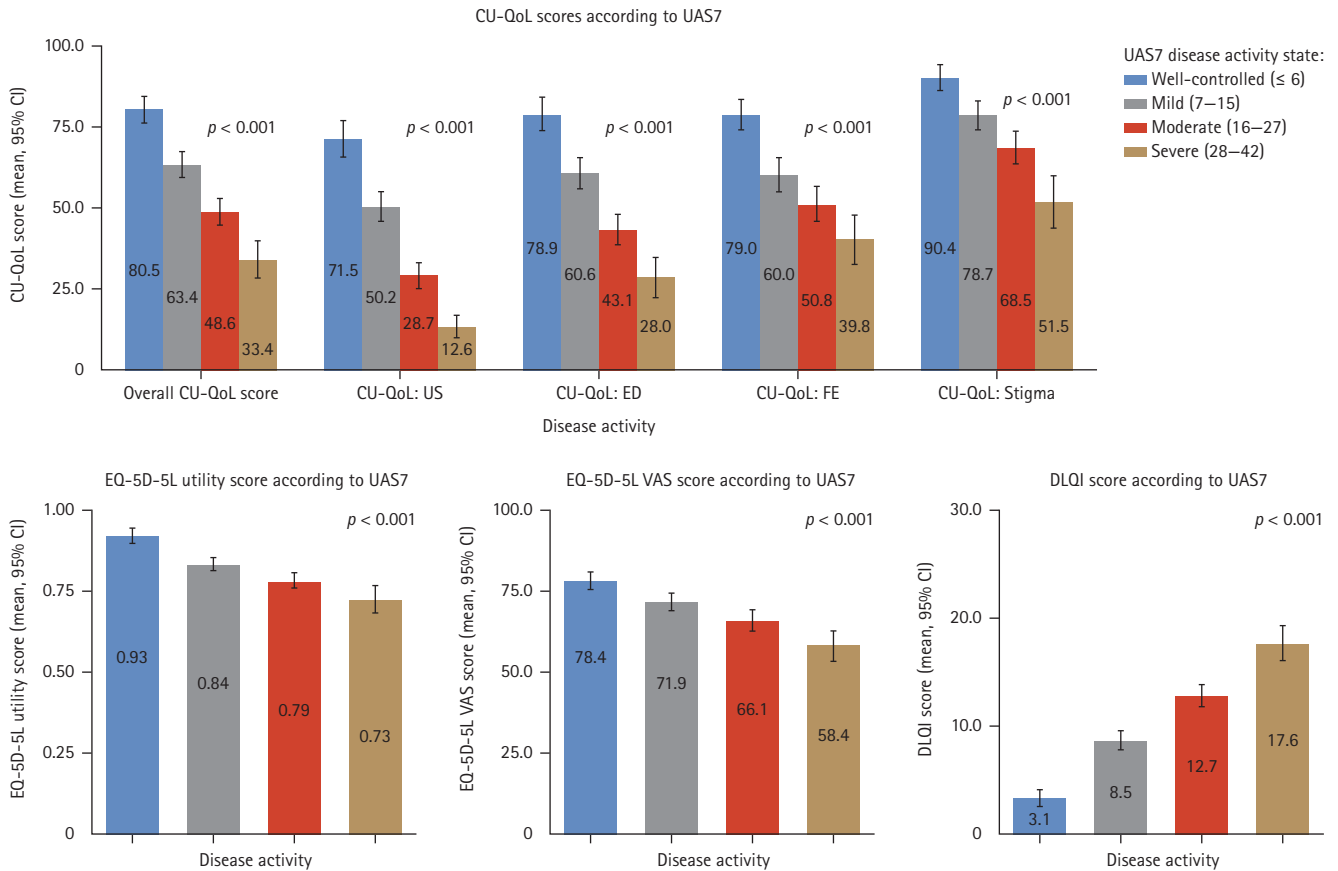 CU-QoL scores according to UAS7
CU-QoL score (mean, 95% CI)
100.0
75.0
50.0
25.0
0
p < 0.001
p < 0.001
p < 0.001
p < 0.001
p < 0.001
80.5
63.4
48.6
33.4
71.5
50.2
28.7
12.6
78.9
60.6
43.1
28.0
79.0
60.0
50.8
39.8
90.4
78.7
68.5
51.5
Overall CU-QoL score
CU-QoL: US
CU-QoL: ED
CU-QoL: FE
CU-QoL: Stigma
Disease activity
UAS7 disease activity state:
Well-controlled (≤ 6)
Mild (7–15)
Moderate (16–27)
Severe (28–42)
EQ-5D-5L utility score according to UAS7
EQ-5D-5L utility score (mean, 95% CI)
1.00
0.75
0.50
0.25
0
p < 0.001
0.93
0.84
0.79
0.73
Disease activity
EQ-5D-5L VAS score according to UAS7
EQ-5D-5L VAS score (mean, 95% CI)
100.0
75.0
50.0
25.0
0
p < 0.001
78.4
71.9
66.1
58.4
Disease activity
DLQI score according to UAS7
DLQI score (mean, 95% CI)
30.0
20.0
10.0
0
p < 0.001
3.1
8.5
12.7
17.6
Disease activity